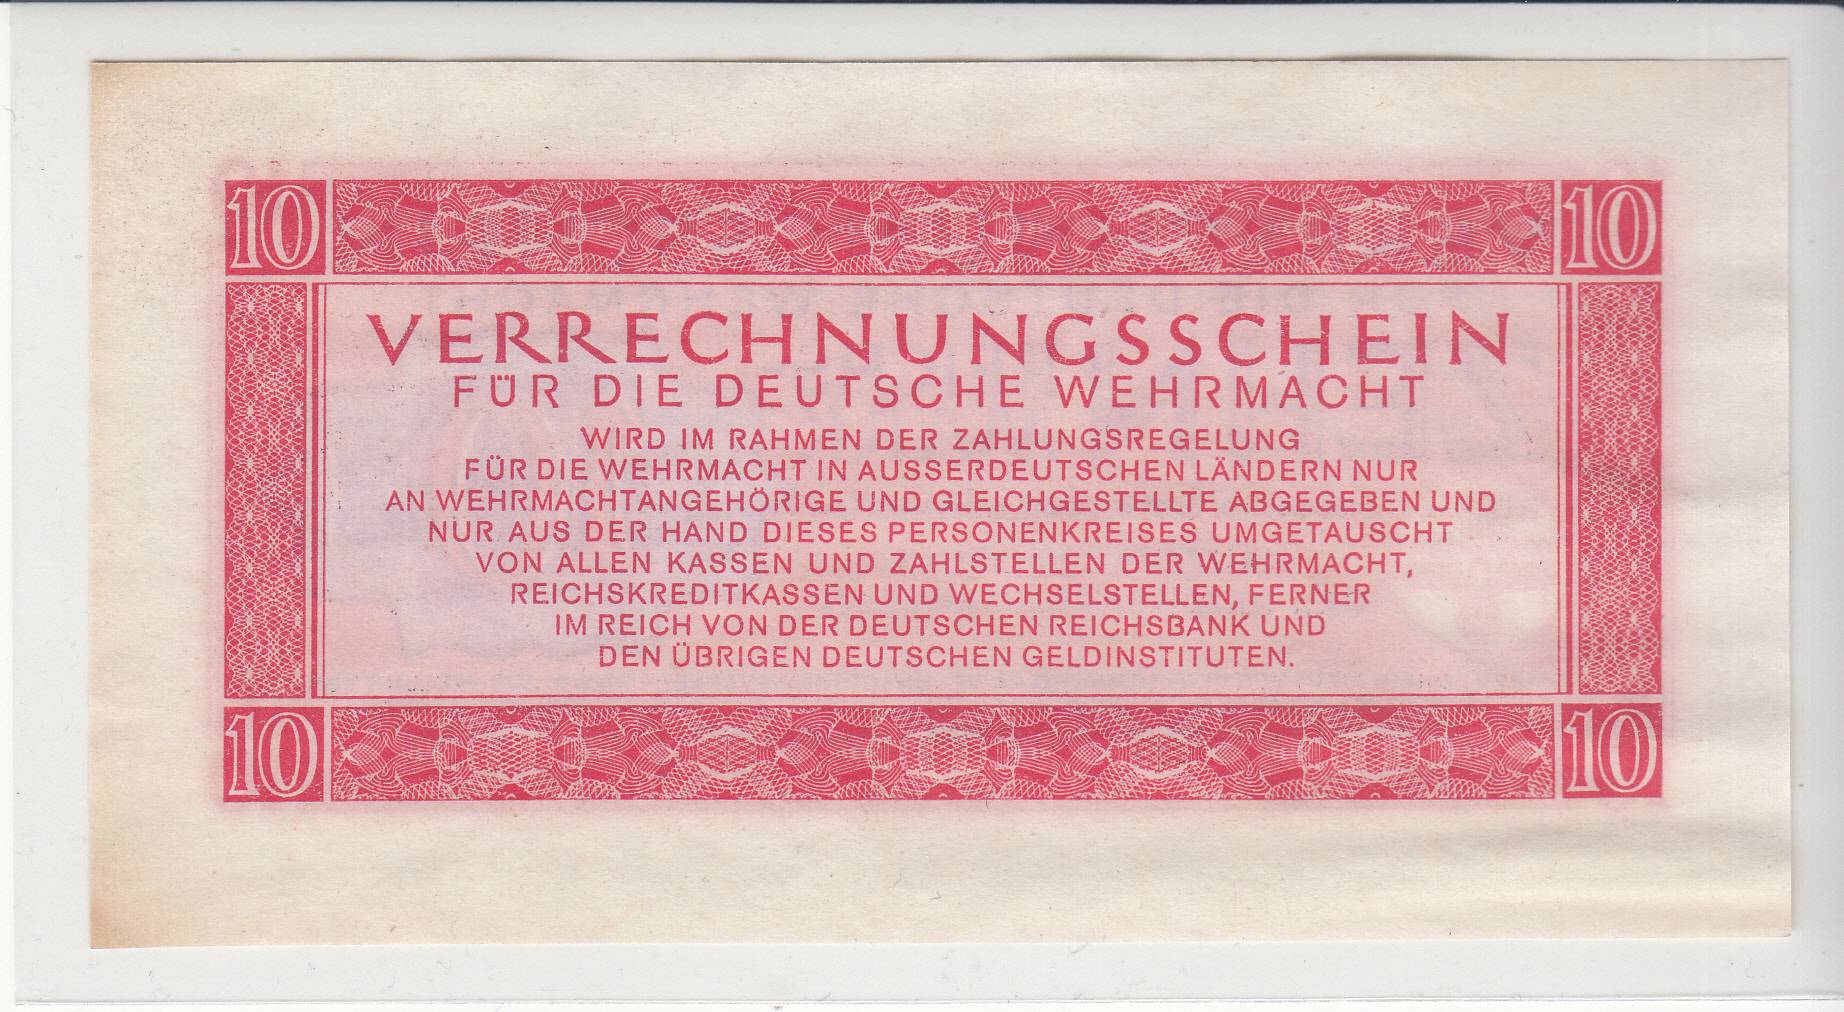 10 10
VERRECHNUNGSSCHEIN
FÜR DIE DEUTSCHE WEHRMACHT
WIRD IM RAHMEN DER ZAHLUNGSREGELUNG
FÜR DIE WEHRMACHT IN AUSSERDEUTSCHEN LÄNDERN NUR
AN WEHRMACHTANGEHÖRIGE UND GLEICHGESTELLTE ABGEGEBEN UND
NUR AUS DER HAND DIESES PERSONENKREISES UMGETAUSCHT
VON ALLEN KASSEN UND ZAHLSTELLEN DER WEHRMACHT,
REICHSKREDITKASSEN UND WECHSELSTELLEN, FERNER
IM REICH VON DER DEUTSCHEN REICHSBANK UND
DEN ÜBRIGEN DEUTSCHEN GELDINSTITUTEN.
10 10